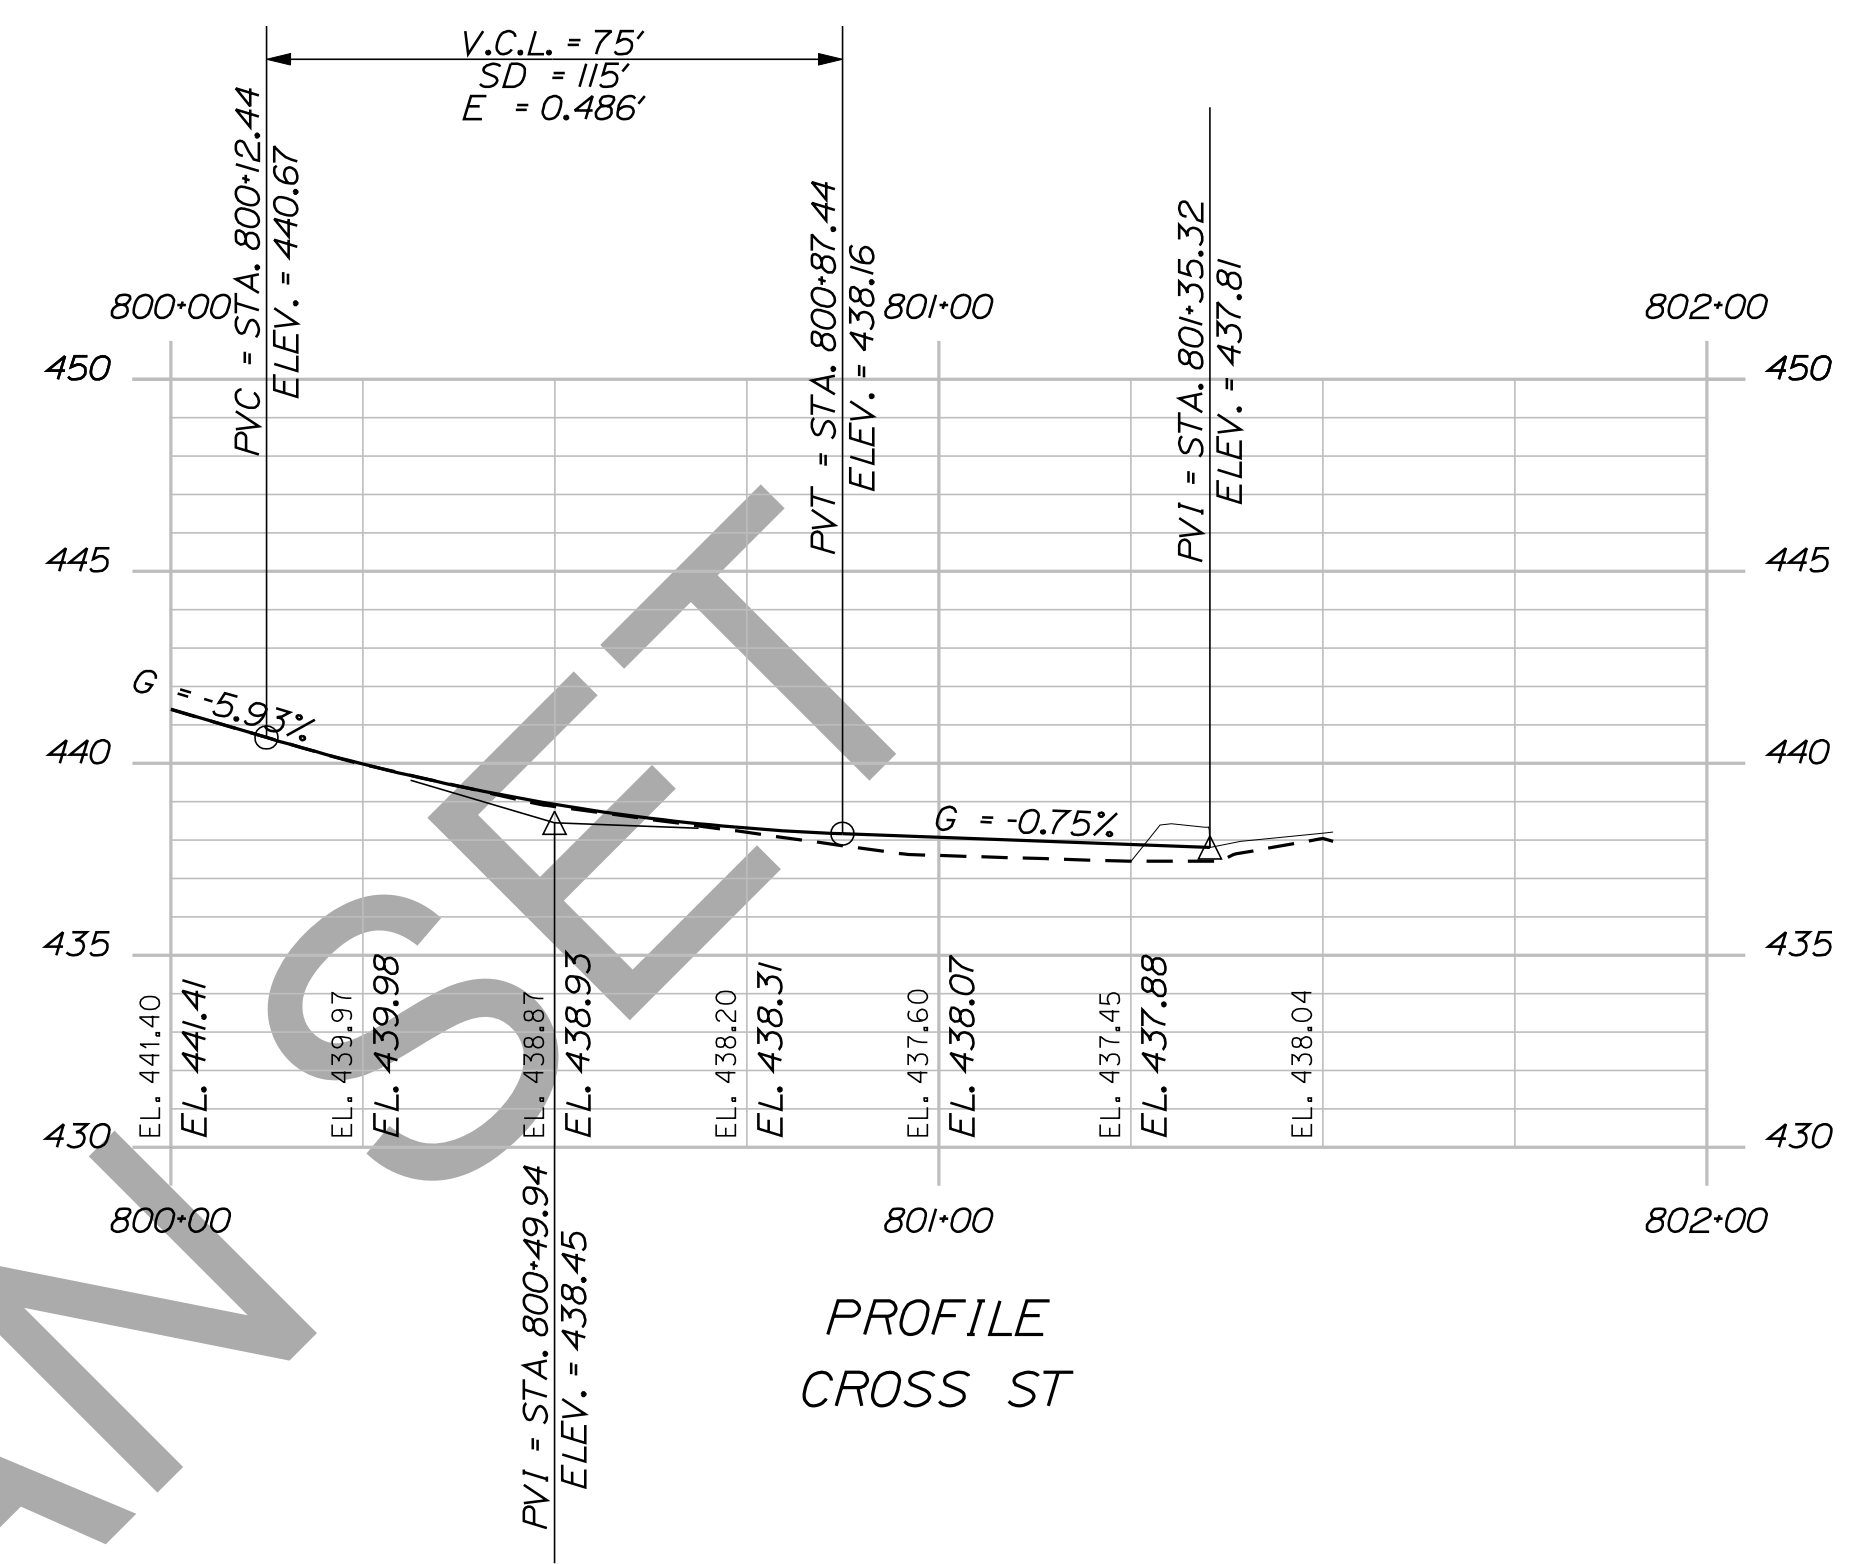 V.C.L. = 75'
SD = 115'
E = 0.486'
PVC = STA. 800+12.44
ELEV. = 440.67
PVT = STA. 800+87.44
ELEV. = 438.16
PVI = STA. 801+35.32
ELEV. = 437.81
800+00 801+00 802+00
450 450
445 445
G = -5.93%
440 440
G = -0.75%
435 435
EL. 441.40
EL. 441.41
EL. 439.97
EL. 439.98
EL. 438.87
EL. 438.93
EL. 438.20
EL. 438.31
EL. 437.60
EL. 438.07
EL. 437.45
EL. 437.88
EL. 438.04
430 430
800+00 801+00 802+00
PVI = STA. 800+49.94
ELEV. = 438.45
PROFILE
CROSS ST
SET